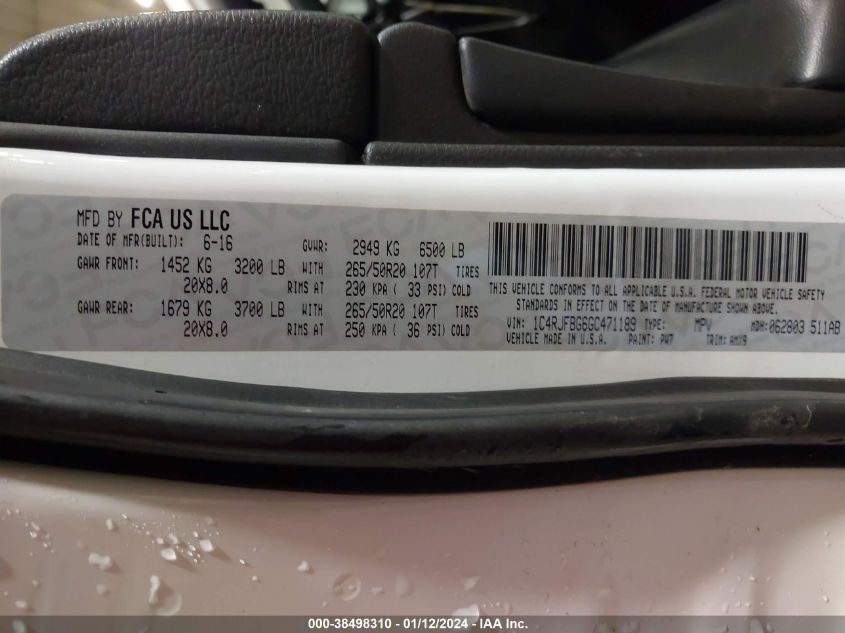 MFD BY FCA US LLC
DATE OF MFR(BUILT): 6-16 GVWR: 2949 KG 6500 LB
GAWR FRONT: 1452 KG 3200 LB WITH 265/50R20 107T TIRES
20X8.0 RIMS AT 230 KPA ( 33 PSI) COLD
GAWR REAR: 1679 KG 3700 LB WITH 265/50R20 107T TIRES
20X8.0 RIMS AT 250 KPA ( 36 PSI) COLD
THIS VEHICLE CONFORMS TO ALL APPLICABLE U.S.A. FEDERAL MOTOR VEHICLE SAFETY
STANDARDS IN EFFECT ON THE DATE OF MANUFACTURE SHOWN ABOVE.
VIN: 1C4RJFBG6GC471189 TYPE: MPV MDH: 062803 511AB
VEHICLE MADE IN U.S.A. PAINT: PW7 TRIM: AMX9
000-38498310 - 01/12/2024 - IAA Inc.